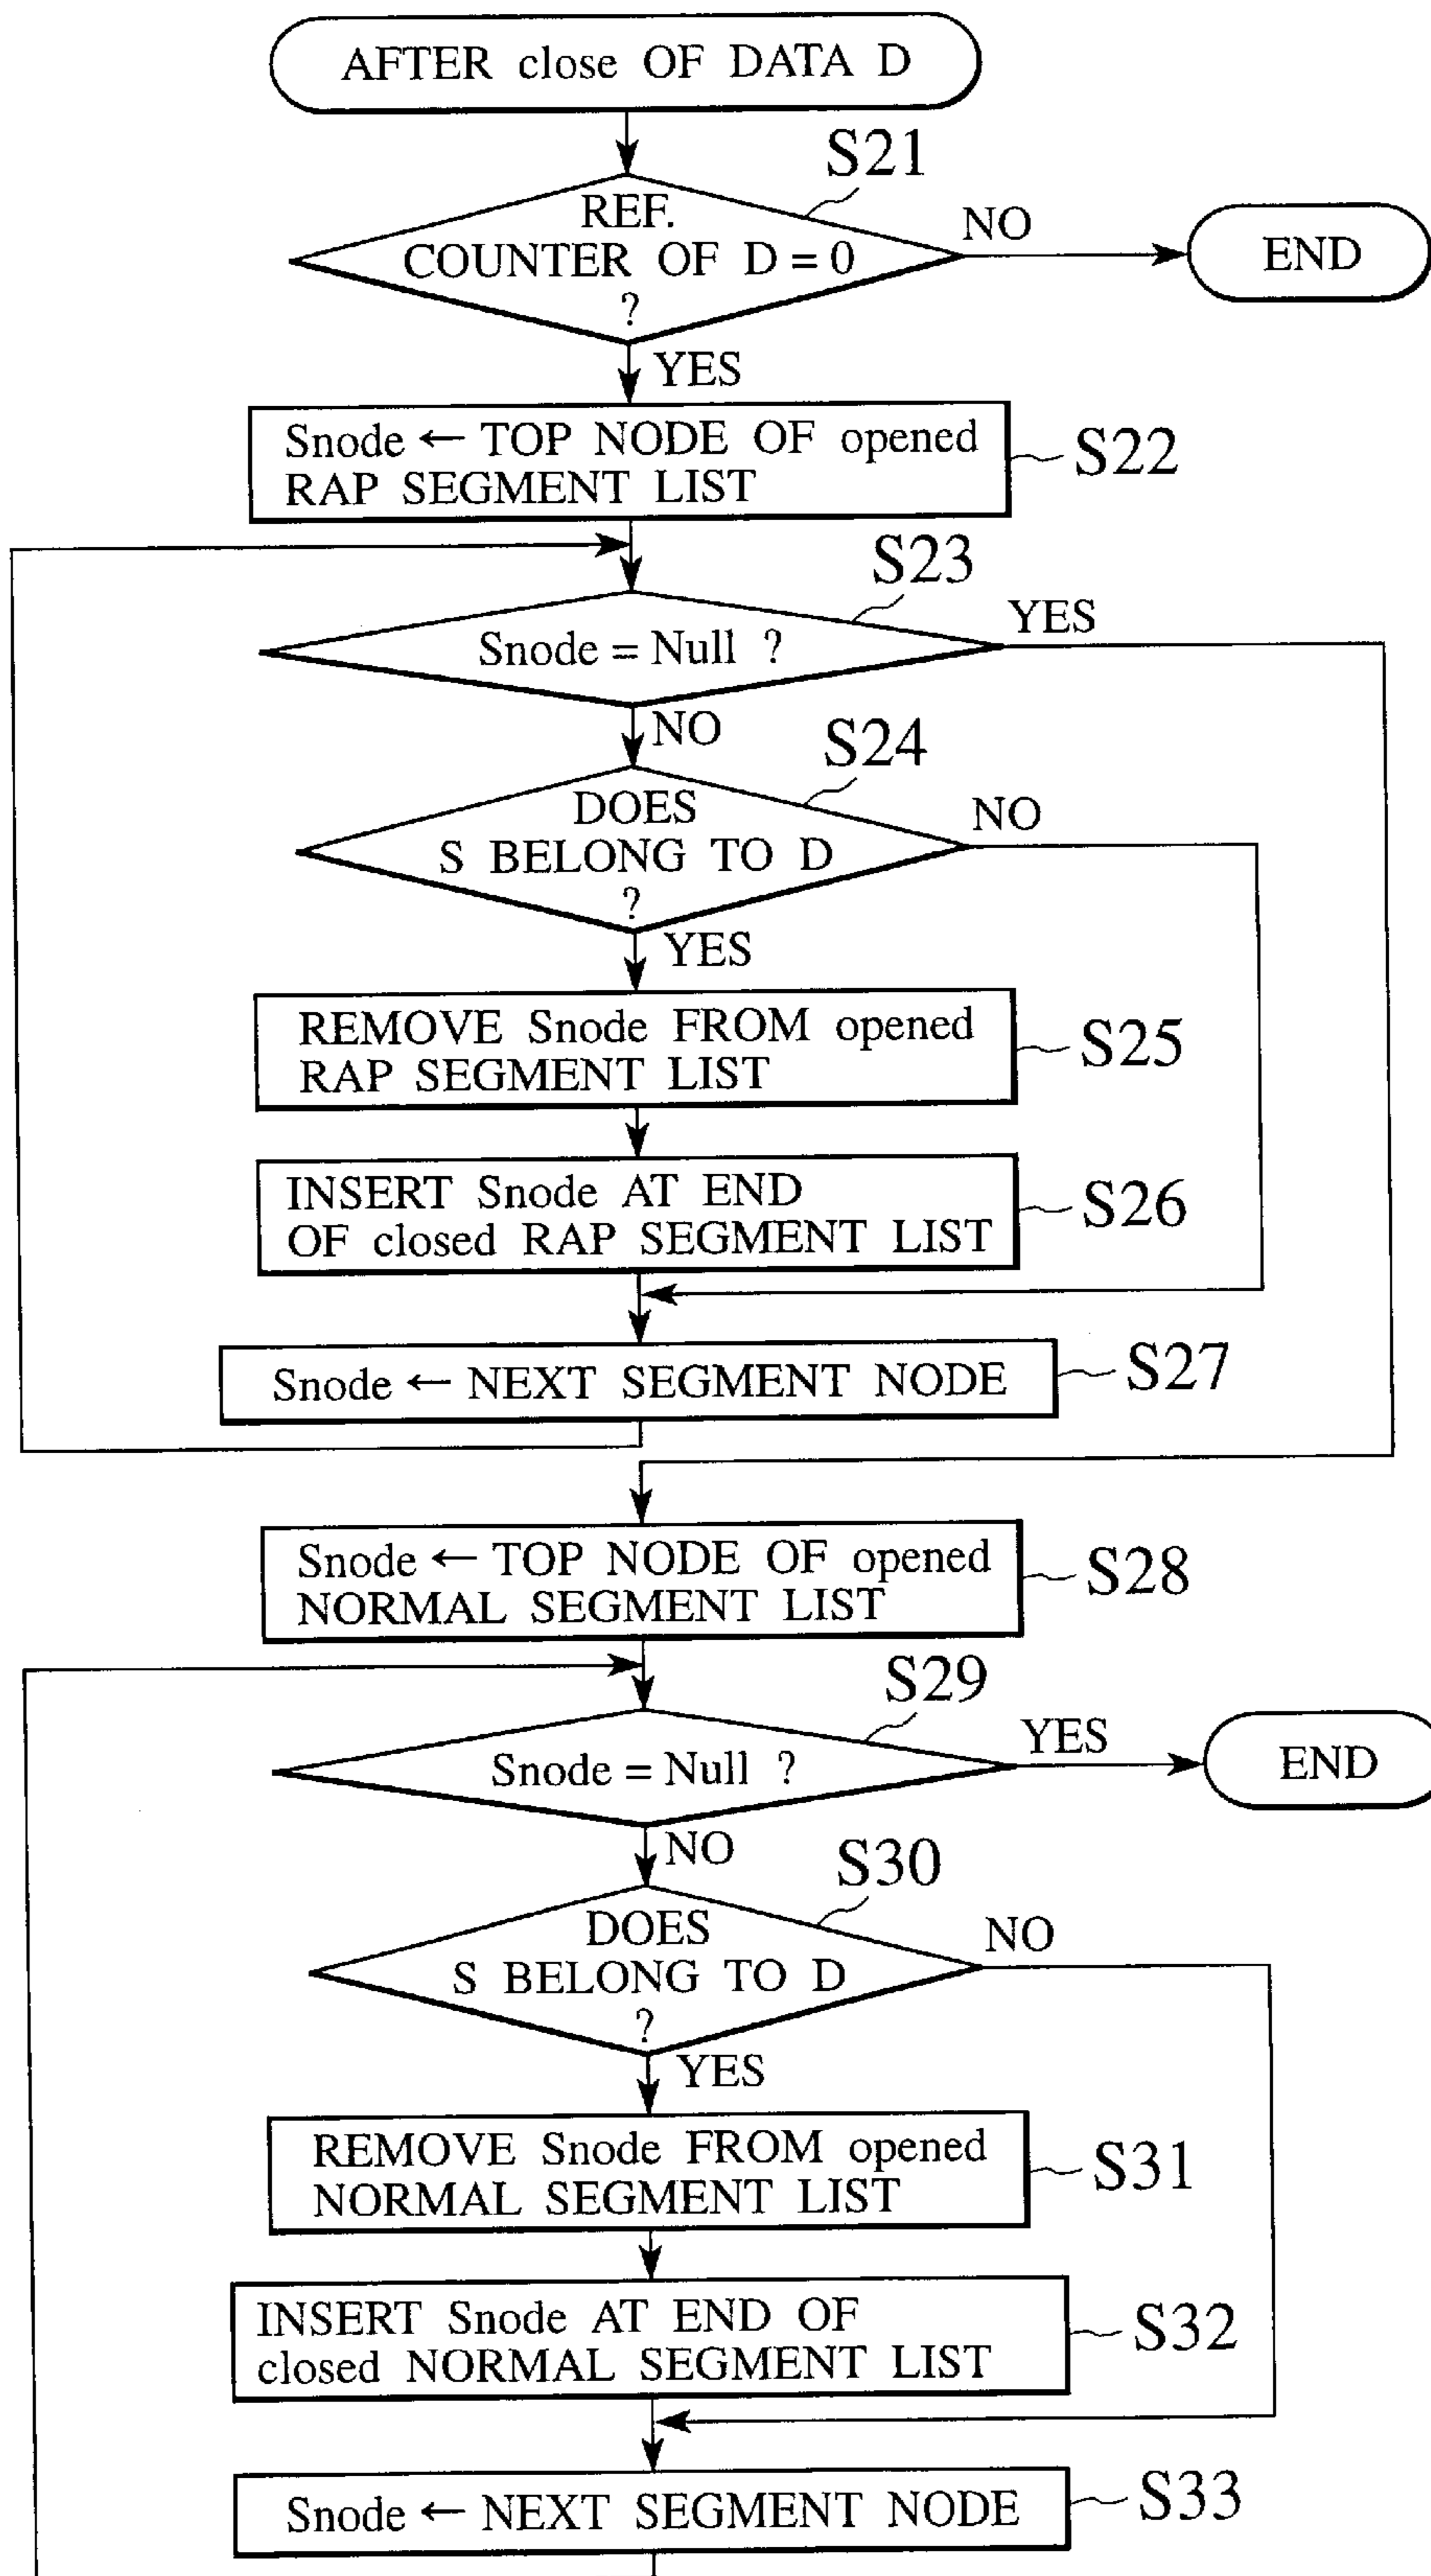 AFTER close OF DATA D
S21
REF.
COUNTER OF D = 0
?
NO
END
YES
Snode ← TOP NODE OF opened
RAP SEGMENT LIST
S22
S23
Snode = Null ?
YES
NO
S24
DOES
S BELONG TO D
?
NO
YES
REMOVE Snode FROM opened
RAP SEGMENT LIST
S25
INSERT Snode AT END
OF closed RAP SEGMENT LIST
S26
Snode ← NEXT SEGMENT NODE
S27
Snode ← TOP NODE OF opened
NORMAL SEGMENT LIST
S28
S29
Snode = Null ?
YES
END
NO
S30
DOES
S BELONG TO D
?
NO
YES
REMOVE Snode FROM opened
NORMAL SEGMENT LIST
S31
INSERT Snode AT END OF
closed NORMAL SEGMENT LIST
S32
Snode ← NEXT SEGMENT NODE
S33